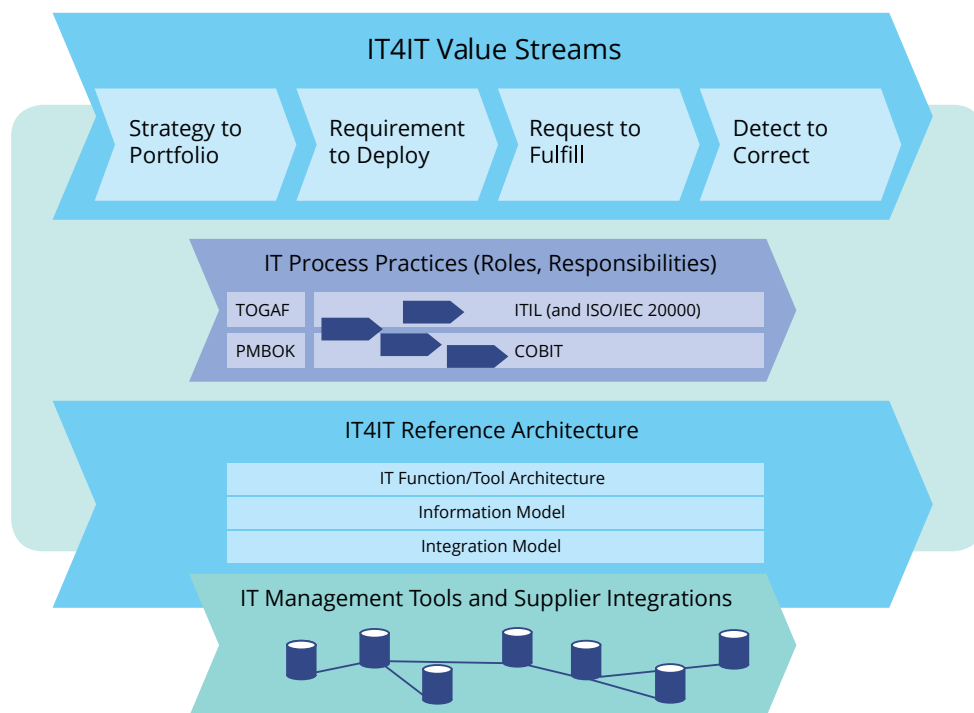 IT4IT Value Streams
Strategy to
Portfolio
Requirement
to Deploy
Request to
Fulfill
Detect to
Correct
IT Process Practices (Roles, Responsibilities)
TOGAF
ITIL (and ISO/IEC 20000)
PMBOK
COBIT
IT4IT Reference Architecture
IT Function/Tool Architecture
Information Model
Integration Model
IT Management Tools and Supplier Integrations